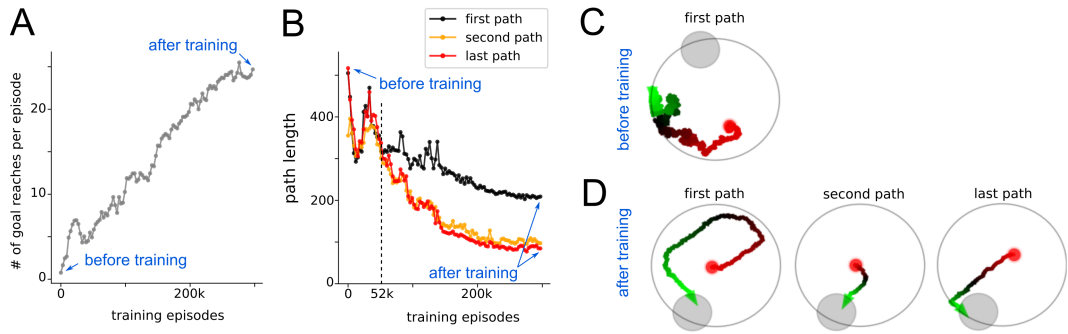 A
# of goal reaches per episode
20
10
0
after training
before training
0
200k
training episodes
B
first path
second path
last path
path length
400
200
0
before training
after training
0
52k
200k
training episodes
C
first path
before training
D
after training
first path
second path
last path